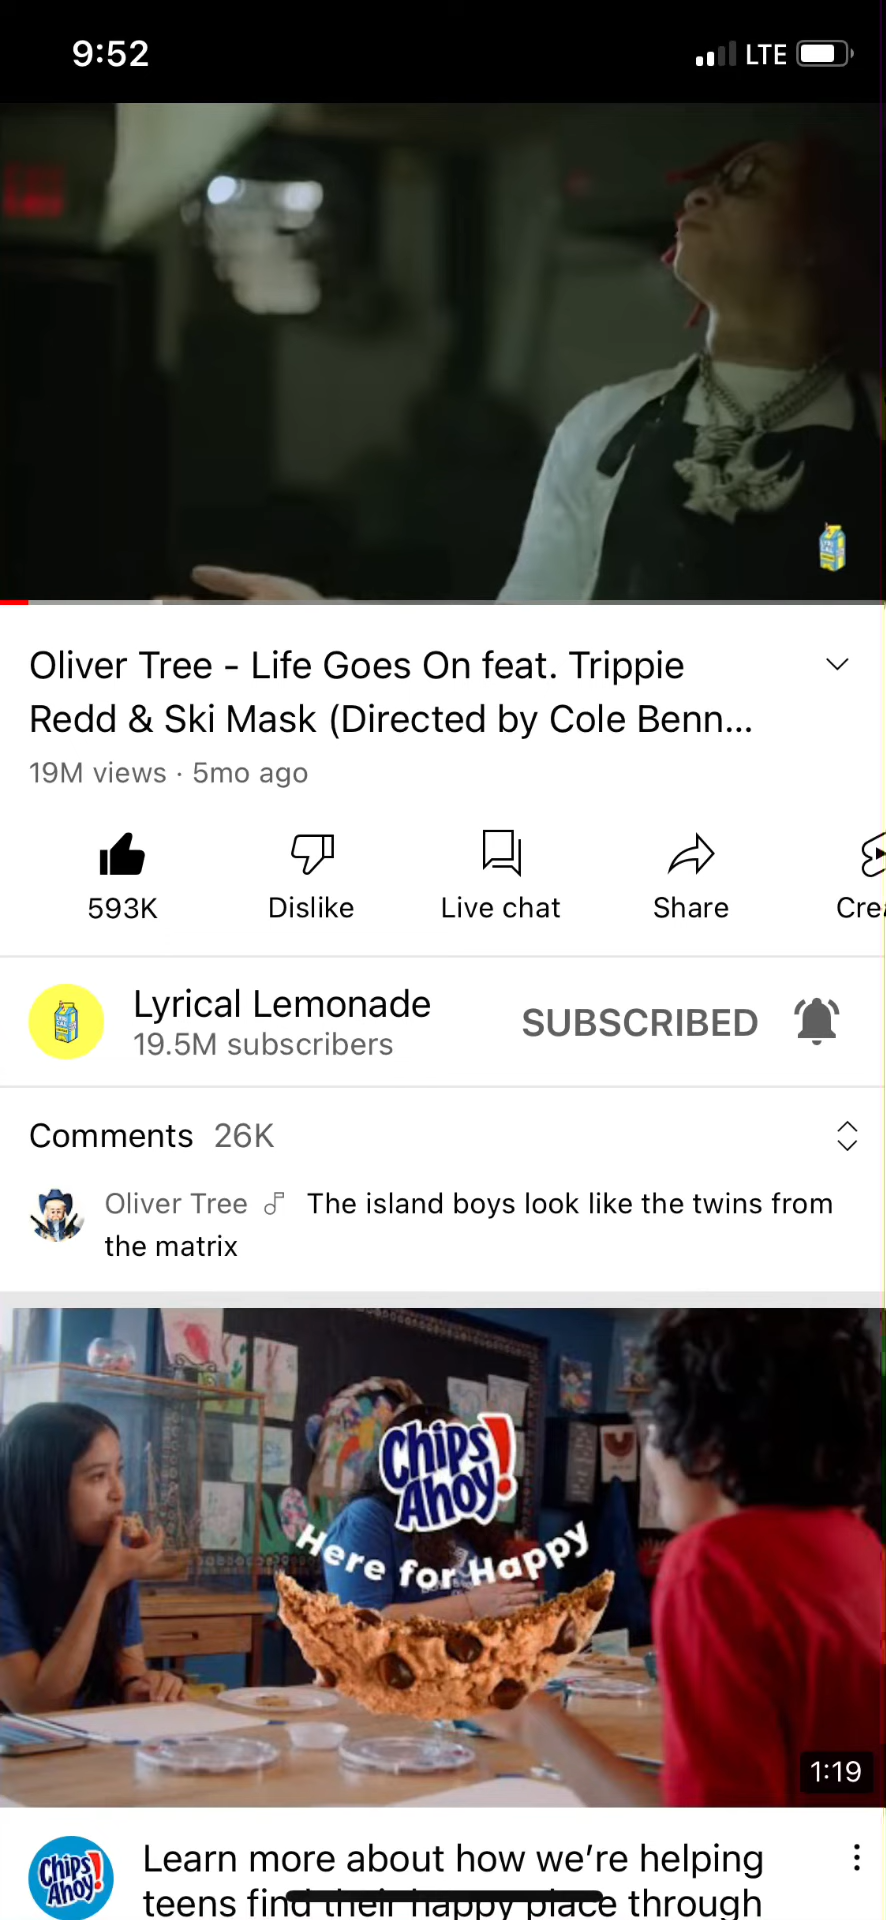 9:52
LTE
Oliver Tree - Life Goes On feat. Trippie
Redd & Ski Mask (Directed by Cole Benn...
19M views · 5mo ago
593K
Dislike
Live chat
Share
Cre
Lyrical Lemonade
19.5M subscribers
SUBSCRIBED
Comments 26K
Oliver Tree The island boys look like the twins from
the matrix
Chips
Ahoy!
Here for Happy
1:19
Chips
Ahoy!
Learn more about how we're helping
teens find their happy place through